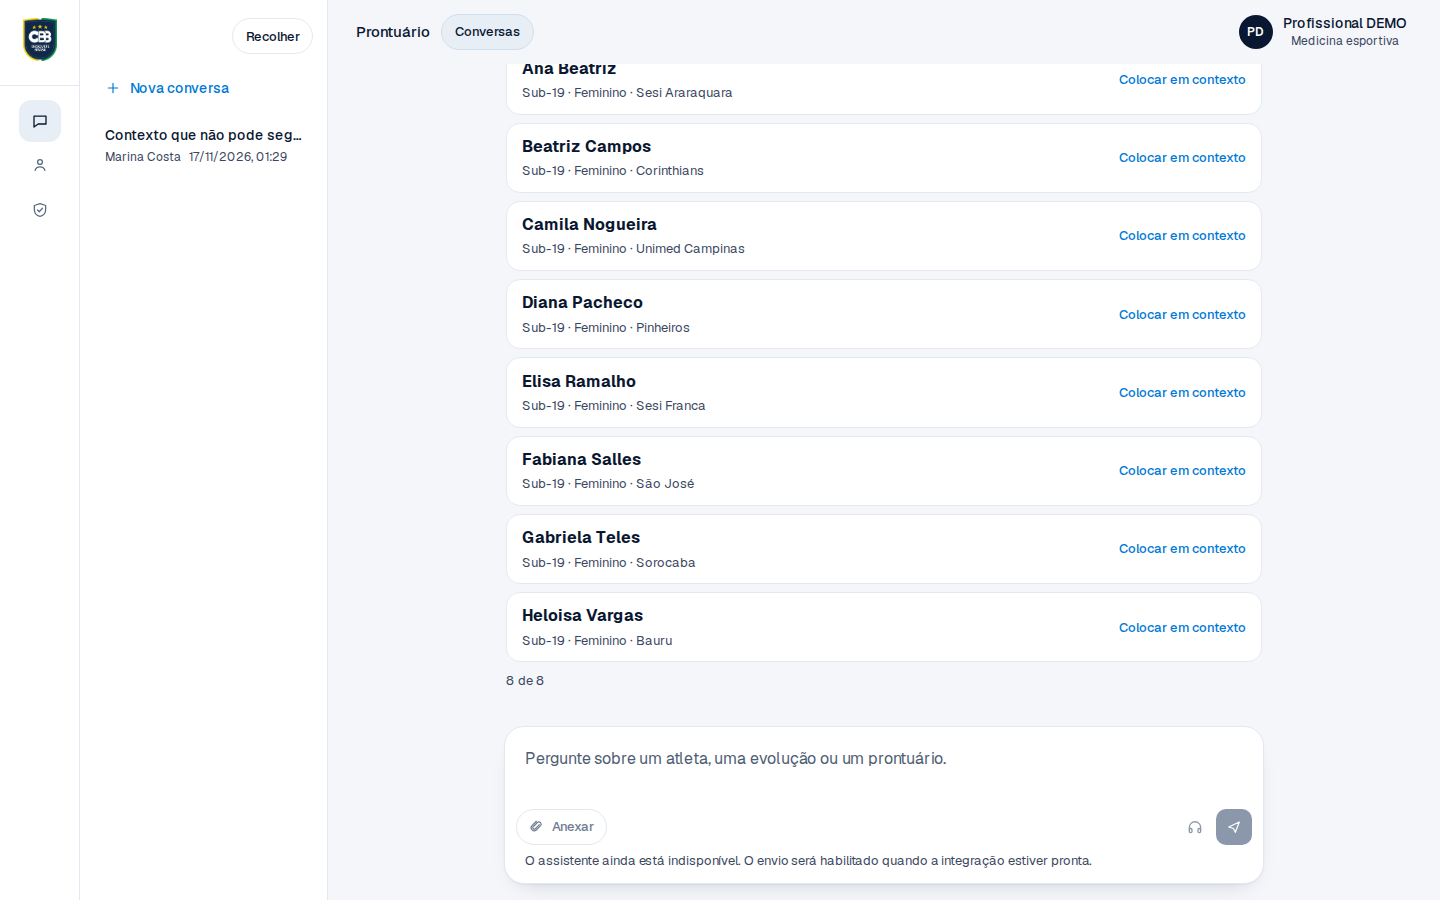 CBB
Recolher
Nova conversa
Contexto que não pode seg...
Marina Costa 17/11/2026, 01:29
Prontuário
Conversas
PD
Profissional DEMO
Medicina esportiva
Ana Beatriz
Sub-19 · Feminino · Sesi Araraquara
Colocar em contexto
Beatriz Campos
Sub-19 · Feminino · Corinthians
Colocar em contexto
Camila Nogueira
Sub-19 · Feminino · Unimed Campinas
Colocar em contexto
Diana Pacheco
Sub-19 · Feminino · Pinheiros
Colocar em contexto
Elisa Ramalho
Sub-19 · Feminino · Sesi Franca
Colocar em contexto
Fabiana Salles
Sub-19 · Feminino · São José
Colocar em contexto
Gabriela Teles
Sub-19 · Feminino · Sorocaba
Colocar em contexto
Heloisa Vargas
Sub-19 · Feminino · Bauru
Colocar em contexto
8 de 8
Pergunte sobre um atleta, uma evolução ou um prontuário.
Anexar
O assistente ainda está indisponível. O envio será habilitado quando a integração estiver pronta.